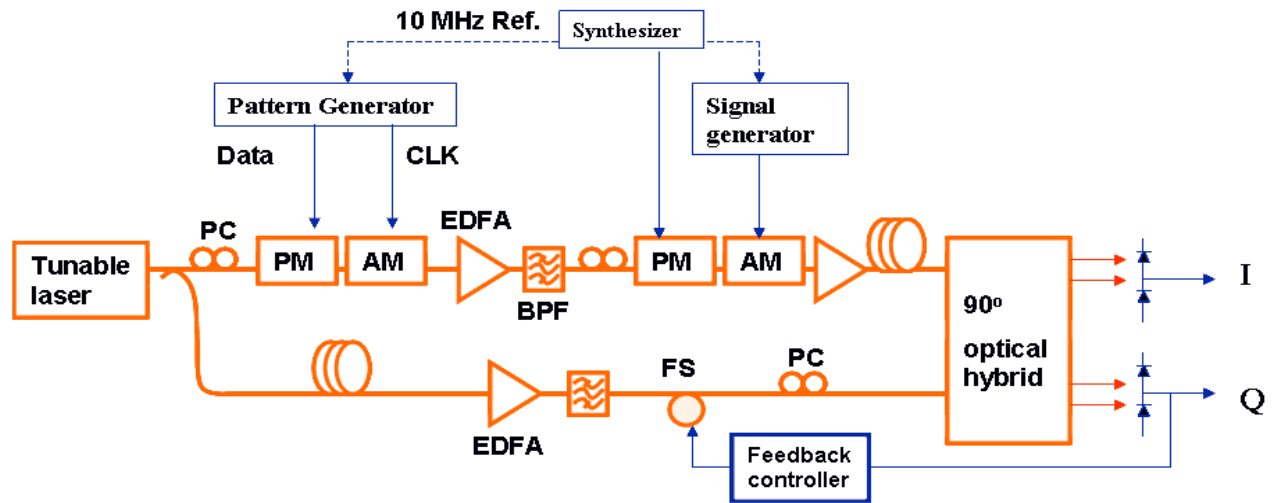 10 MHz Ref.
Synthesizer
Pattern Generator
Signal
generator
Data
CLK
PC
EDFA
Tunable
laser
PM
AM
BPF
PM
AM
90o
optical
hybrid
I
EDFA
FS
PC
Q
Feedback
controller